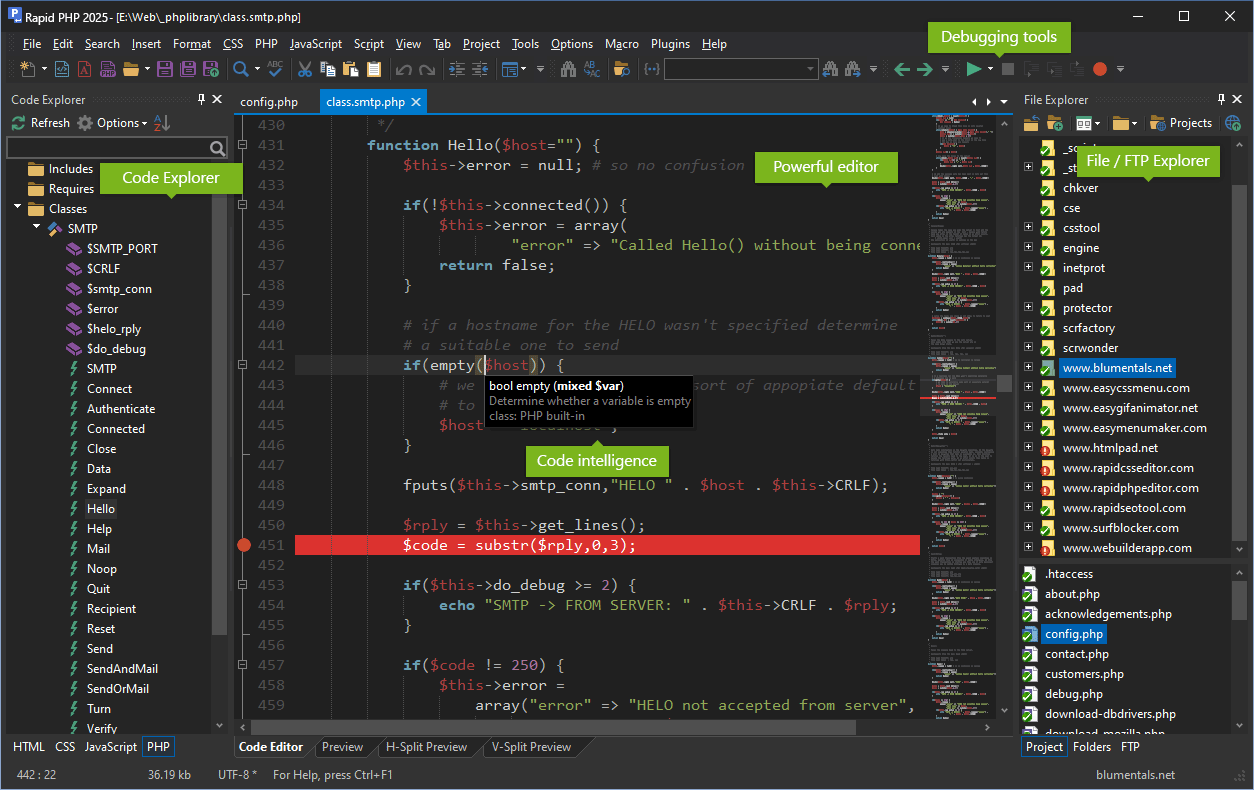 Rapid PHP 2025 - [E:\Web\_phplibrary\class.smtp.php]
File Edit Search Insert Format CSS PHP JavaScript Script View Tab Project Tools Options Macro Plugins Help
Debugging tools
Code Explorer
Refresh Options
Includes
Requires
Code Explorer
Classes
SMTP
$SMTP_PORT
$CRLF
$smtp_conn
$error
$helo_rply
$do_debug
SMTP
Connect
Authenticate
Connected
Close
Data
Expand
Hello
Help
Mail
Noop
Quit
Recipient
Reset
Send
SendAndMail
SendOrMail
Turn
Verify
HTML CSS JavaScript PHP
config.php class.smtp.php
430 */
431 function Hello($host="") {
432 $this->error = null; # so no confusion
Powerful editor
433
434 if(!$this->connected()) {
435 $this->error = array(
436 "error" => "Called Hello() without being conne
437 return false;
438 }
439
440 # if a hostname for the HELO wasn't specified determine
441 # a suitable one to send
442 if(empty($host)) {
443 # we sort of appopiate default
444 # to
445 $host
446 }
bool empty (mixed $var)
Determine whether a variable is empty
class: PHP built-in
Code intelligence
447
448 fputs($this->smtp_conn,"HELO " . $host . $this->CRLF);
449
450 $rply = $this->get_lines();
451 $code = substr($rply,0,3);
452
453 if($this->do_debug >= 2) {
454 echo "SMTP -> FROM SERVER: " . $this->CRLF . $rply;
455 }
456
457 if($code != 250) {
458 $this->error =
459 array("error" => "HELO not accepted from server",
Code Editor Preview H-Split Preview V-Split Preview
File Explorer
Projects
File / FTP Explorer
chkver
cse
csstool
engine
inetprot
pad
protector
scrfactory
scrwonder
www.blumentals.net
www.easycssmenu.com
www.easygifanimator.net
www.easymenumaker.com
www.htmlpad.net
www.rapidcsseditor.com
www.rapidphpeditor.com
www.rapidseotool.com
www.surfblocker.com
www.webuilderapp.com
.htaccess
about.php
acknowledgements.php
config.php
contact.php
customers.php
debug.php
download-dbdrivers.php
download-mozilla.php
Project Folders FTP
442 : 22 36.19 kb UTF-8 * For Help, press Ctrl+F1 blumentals.net